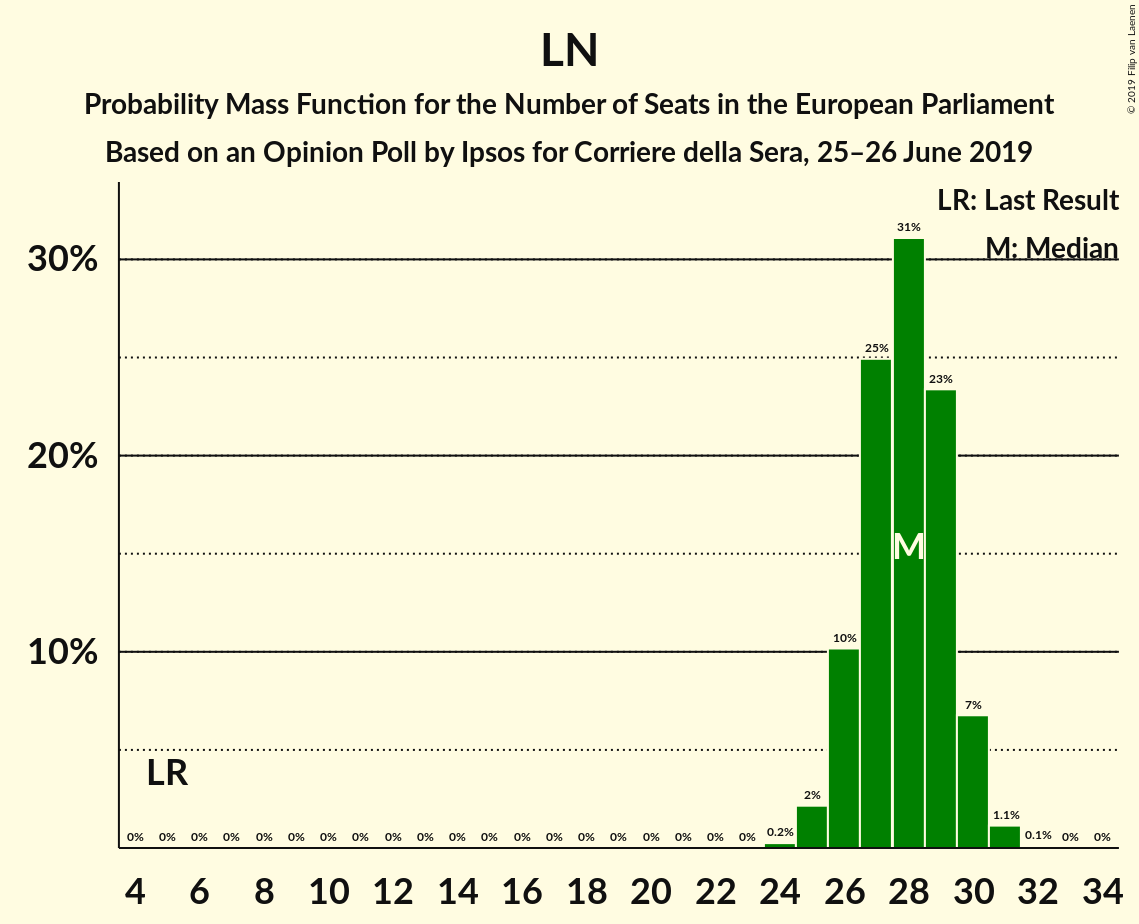 LN
Probability Mass Function for the Number of Seats in the European Parliament
Based on an Opinion Poll by Ipsos for Corriere della Sera, 25–26 June 2019
© 2019 Filip van Laenen
LR: Last Result
M: Median
30%
20%
10%
31%
25%
23%
M
10%
7%
LR
2%
1.1%
0% 0% 0% 0% 0% 0% 0% 0% 0% 0% 0% 0% 0% 0% 0% 0% 0% 0% 0% 0% 0.2% 0.1% 0% 0%
4 6 8 10 12 14 16 18 20 22 24 26 28 30 32 34